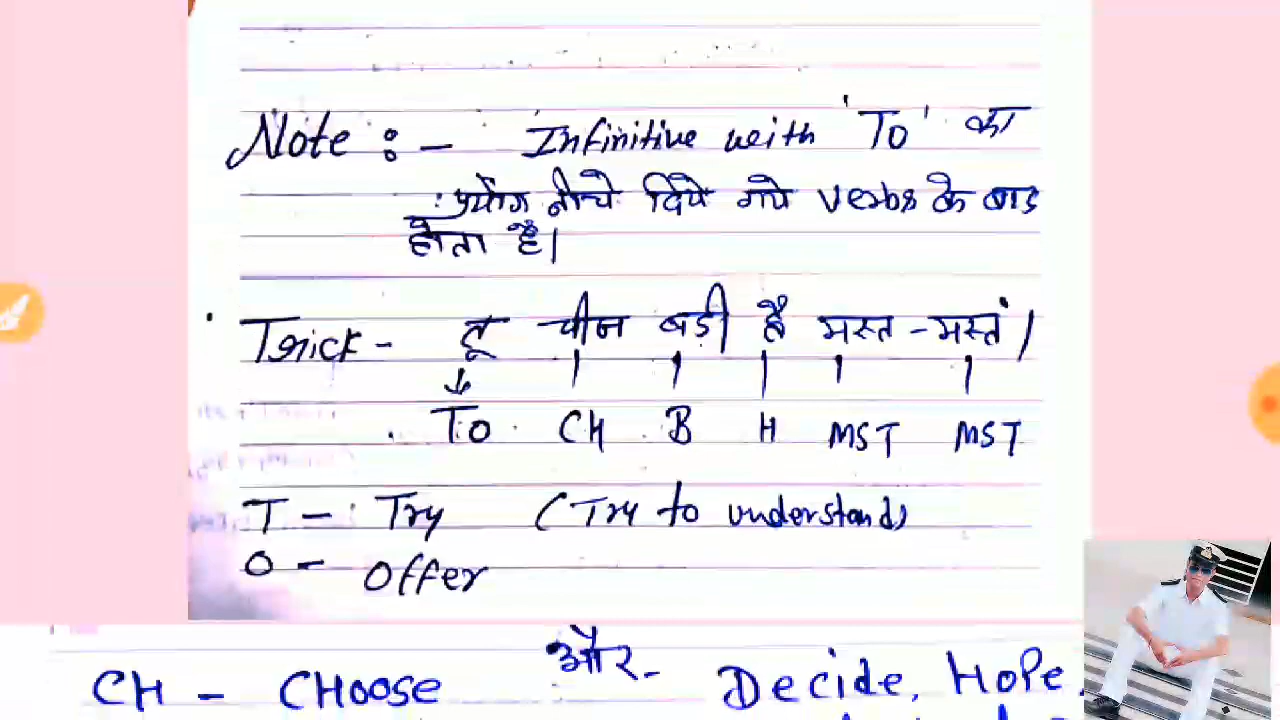 Note :- Infinitive with 'To' का
प्रयोग नीचे दिये गये verbs के बाद
होता है।
Trick - तू चीज बड़ी है मस्त - मस्त।
To CH B H MST MST
T - Try (Try to understand)
O - Offer
CH - CHoose और - Decide, Hope,